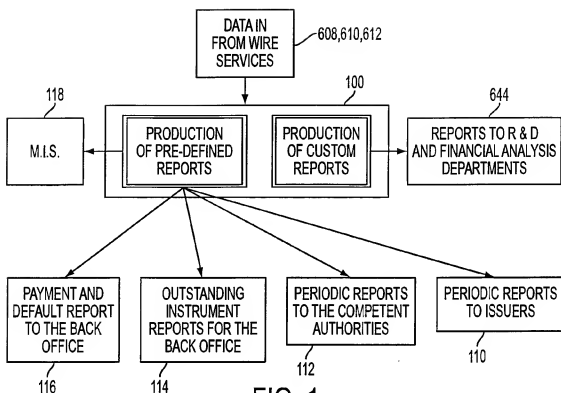 DATA IN
FROM WIRE
SERVICES
608,610,612
118
100
644
M.I.S.
PRODUCTION
OF PRE-DEFINED
REPORTS
PRODUCTION
OF CUSTOM
REPORTS
REPORTS TO R & D
AND FINANCIAL ANALYSIS
DEPARTMENTS
PAYMENT AND
DEFAULT REPORT
TO THE BACK
OFFICE
OUTSTANDING
INSTRUMENT
REPORTS FOR THE
BACK OFFICE
PERIODIC REPORTS
TO THE COMPETENT
AUTHORITIES
PERIODIC REPORTS
TO ISSUERS
116
114
112
110
FIG. 1